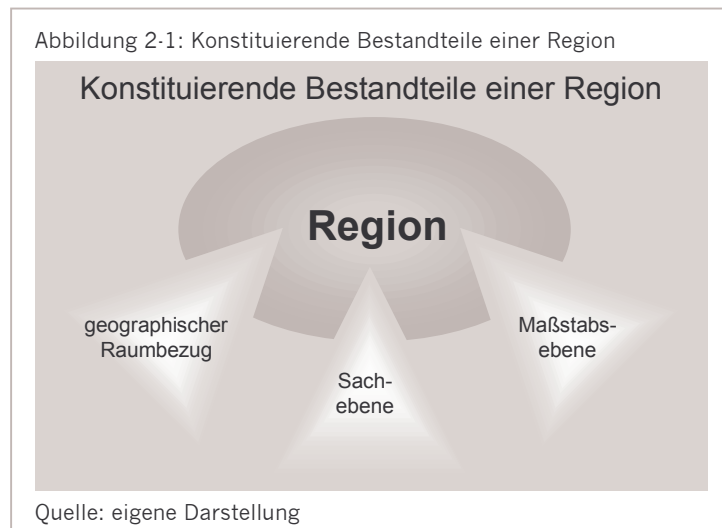 Abbildung 2-1: Konstituierende Bestandteile einer Region
Konstituierende Bestandteile einer Region
Region
geographischer
Raumbezug
Sach-
ebene
Maßstabs-
ebene
Quelle: eigene Darstellung